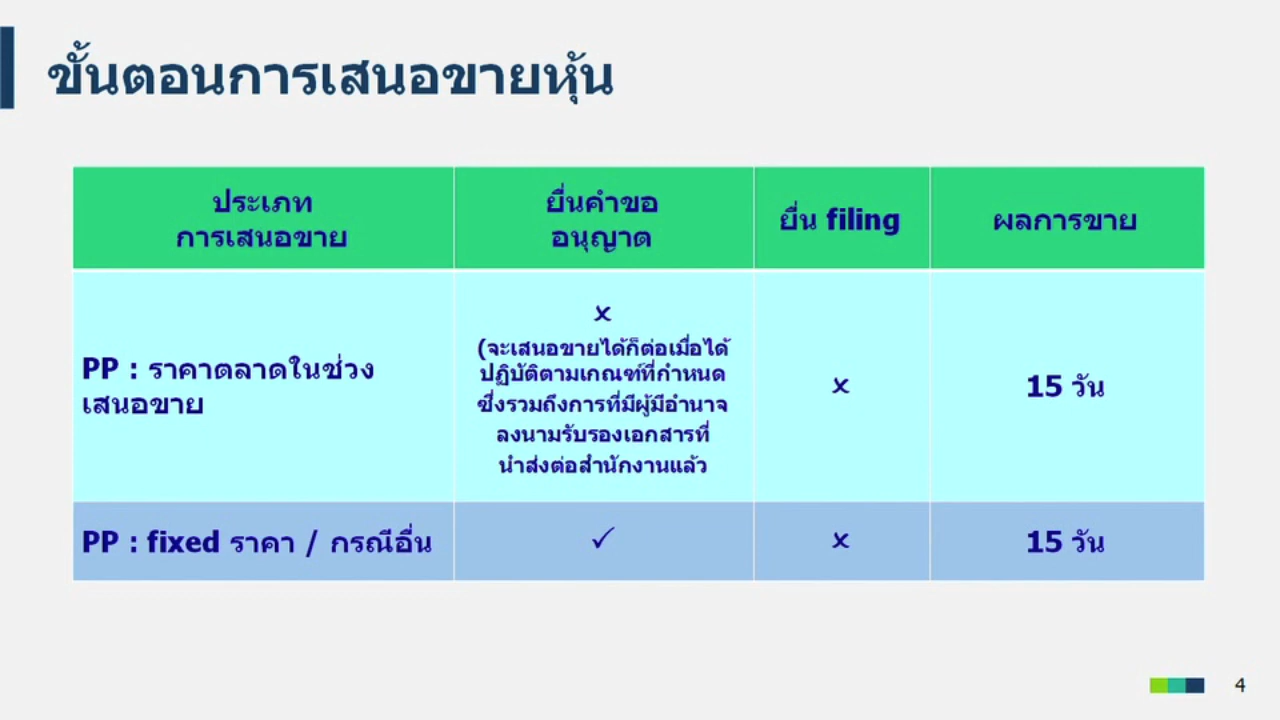 ขั้นตอนการเสนอขายหุ้น
ประเภท
การเสนอขาย
ยื่นคำขอ
อนุญาต
ยื่น filing
ผลการขาย
PP : ราคาตลาดในช่วง
เสนอขาย
✗
(จะเสนอขายได้ก็ต่อเมื่อได้
ปฏิบัติตามเกณฑ์ที่กำหนด
ซึ่งรวมถึงการที่มีผู้มีอำนาจ
ลงนามรับรองเอกสารที่
นำส่งต่อสำนักงานแล้ว
✗
15 วัน
PP : fixed ราคา / กรณีอื่น
✓
✗
15 วัน
4